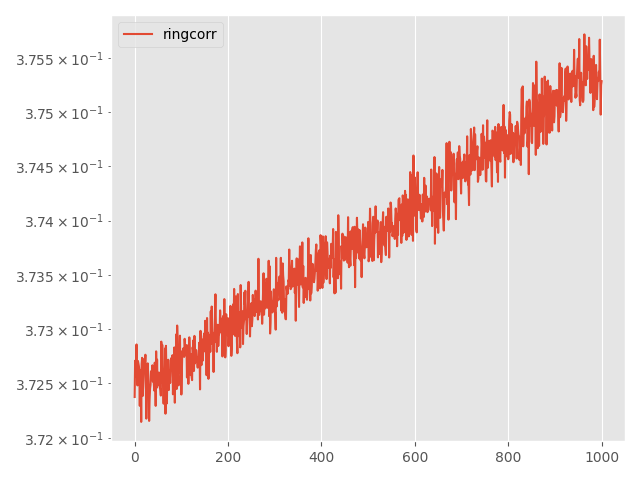 ringcorr
3.755 × 10⁻¹
3.75 × 10⁻¹
3.745 × 10⁻¹
3.74 × 10⁻¹
3.735 × 10⁻¹
3.73 × 10⁻¹
3.725 × 10⁻¹
3.72 × 10⁻¹
0 200 400 600 800 1000